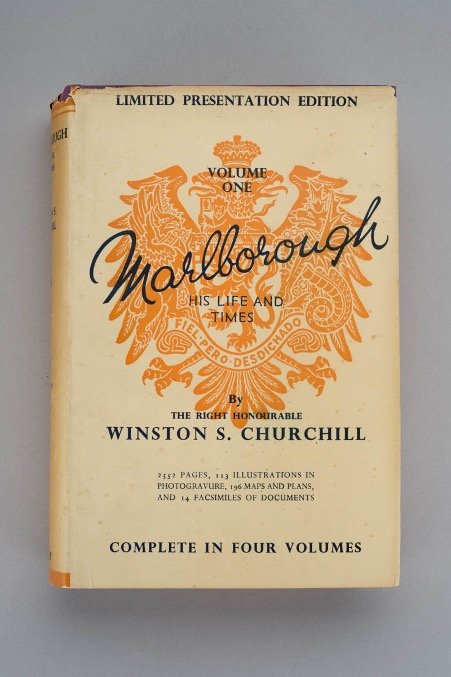 LIMITED PRESENTATION EDITION
VOLUME
ONE
Marlborough
HIS LIFE AND
TIMES
FIEL·PERO·DESDICHADO
By
THE RIGHT HONOURABLE
WINSTON S. CHURCHILL
2552 PAGES, 113 ILLUSTRATIONS IN
PHOTOGRAVURE, 196 MAPS AND PLANS,
AND 14 FACSIMILES OF DOCUMENTS
COMPLETE IN FOUR VOLUMES